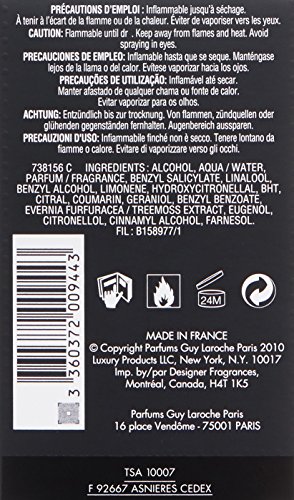 PRÉCAUTIONS D'EMPLOI : Inflammable jusqu'à séchage.
À tenir à l'écart de la flamme ou de la chaleur. Éviter de vaporiser vers les yeux.
CAUTION: Flammable until dr . Keep away from flames and heat. Avoid
spraying in eyes.
PRECAUCIONES DE EMPLEO: Inflamable hasta que se seque. Manténgase
lejos de la llama o del calor. Evítese vaporizar hacia los ojos.
PRECAUÇÕES DE UTILIZAÇÃO: Inflamável até secar.
Manter afastado de qualquer chama ou fonte de calor.
Evitar vaporizar para os olhos.
ACHTUNG: Entzündlich bis zur trocknung. Von flammen, zündquellen oder
glühenden gegenständen fernhalten. Augenbereich aussparen.
PRECAUZIONI D'USO: Infiammabile finché non è secco. Tenere lontano da
fiamme o calore. Evitare di vaporizzare verso gli occhi.
738156 C INGREDIENTS : ALCOHOL, AQUA / WATER,
PARFUM / FRAGRANCE, BENZYL SALICYLATE, LINALOOL,
BENZYL ALCOHOL, LIMONENE, HYDROXYCITRONELLAL, BHT,
CITRAL, COUMARIN, GERANIOL, BENZYL BENZOATE,
EVERNIA FURFURACEA / TREEMOSS EXTRACT, EUGENOL,
CITRONELLOL, CINNAMYL ALCOHOL, FARNESOL.
FIL : B158977/1
3 360372 009443
24M
MADE IN FRANCE
© Copyright Parfums Guy Laroche Paris 2010
Luxury Products LLC, New York, N.Y. 10017
Imp. by/par Designer Fragrances,
Montréal, Canada, H4T 1K5
Parfums Guy Laroche Paris
16 place Vendôme - 75001 PARIS
TSA 10007
F 92667 ASNIERES CEDEX